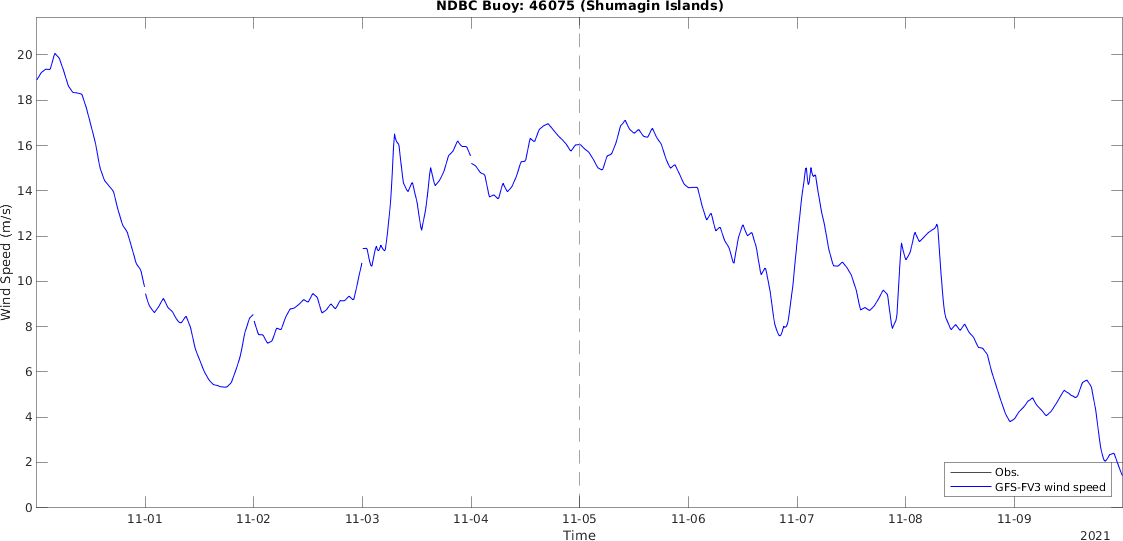 NDBC Buoy: 46075 (Shumagin Islands)
Wind Speed (m/s)
20
18
16
14
12
10
8
6
4
2
0
Obs.
GFS-FV3 wind speed
11-01 11-02 11-03 11-04 11-05 11-06 11-07 11-08 11-09
Time
2021